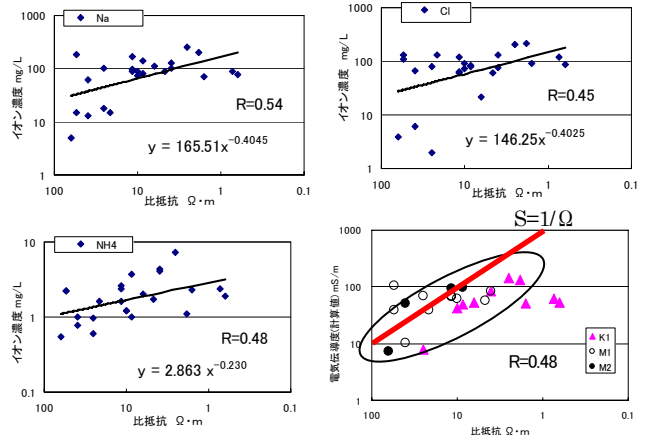 Na
1000
100
10
1
イオン濃度 mg/L
R=0.54
y = 165.51x^-0.4045
100
10
1
0.1
比抵抗 Ω・m
Cl
1000
100
10
1
イオン濃度 mg/L
R=0.45
y = 146.25x^-0.4025
100
10
1
0.1
比抵抗 Ω・m
NH4
10
1
0.1
イオン濃度 mg/L
R=0.48
y = 2.863 x^-0.230
100
10
1
0.1
比抵抗 Ω・m
S=1/Ω
1000
100
10
1
電気伝導度(計算値) mS/m
R=0.48
K1
M1
M2
100
10
1
0.1
比抵抗 Ω・m